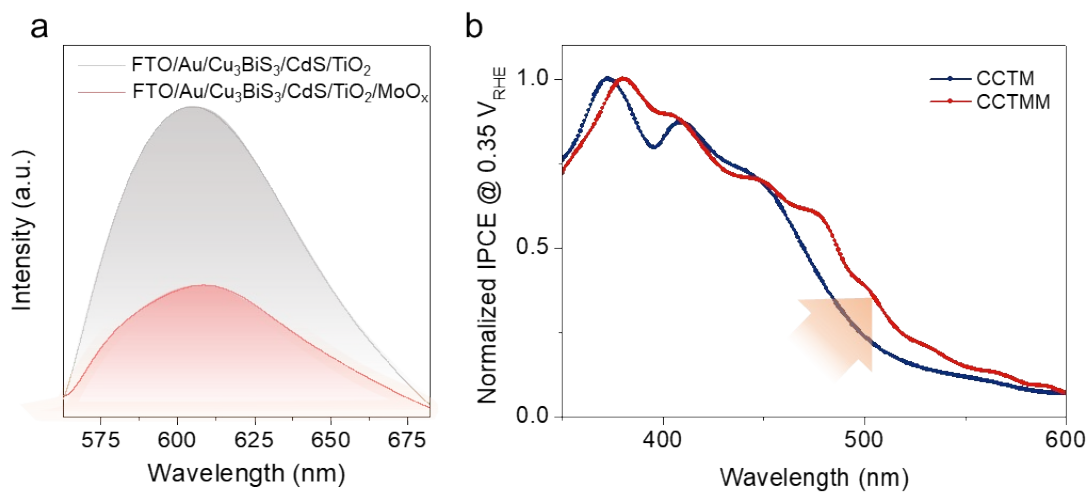 a
FTO/Au/Cu₃BiS₃/CdS/TiO₂
FTO/Au/Cu₃BiS₃/CdS/TiO₂/MoOₓ
Intensity (a.u.)
575 600 625 650 675
Wavelength (nm)
b
CCTM
CCTMM
Normalized IPCE @ 0.35 V_RHE
1.0
0.5
0.0
400 500 600
Wavelength (nm)